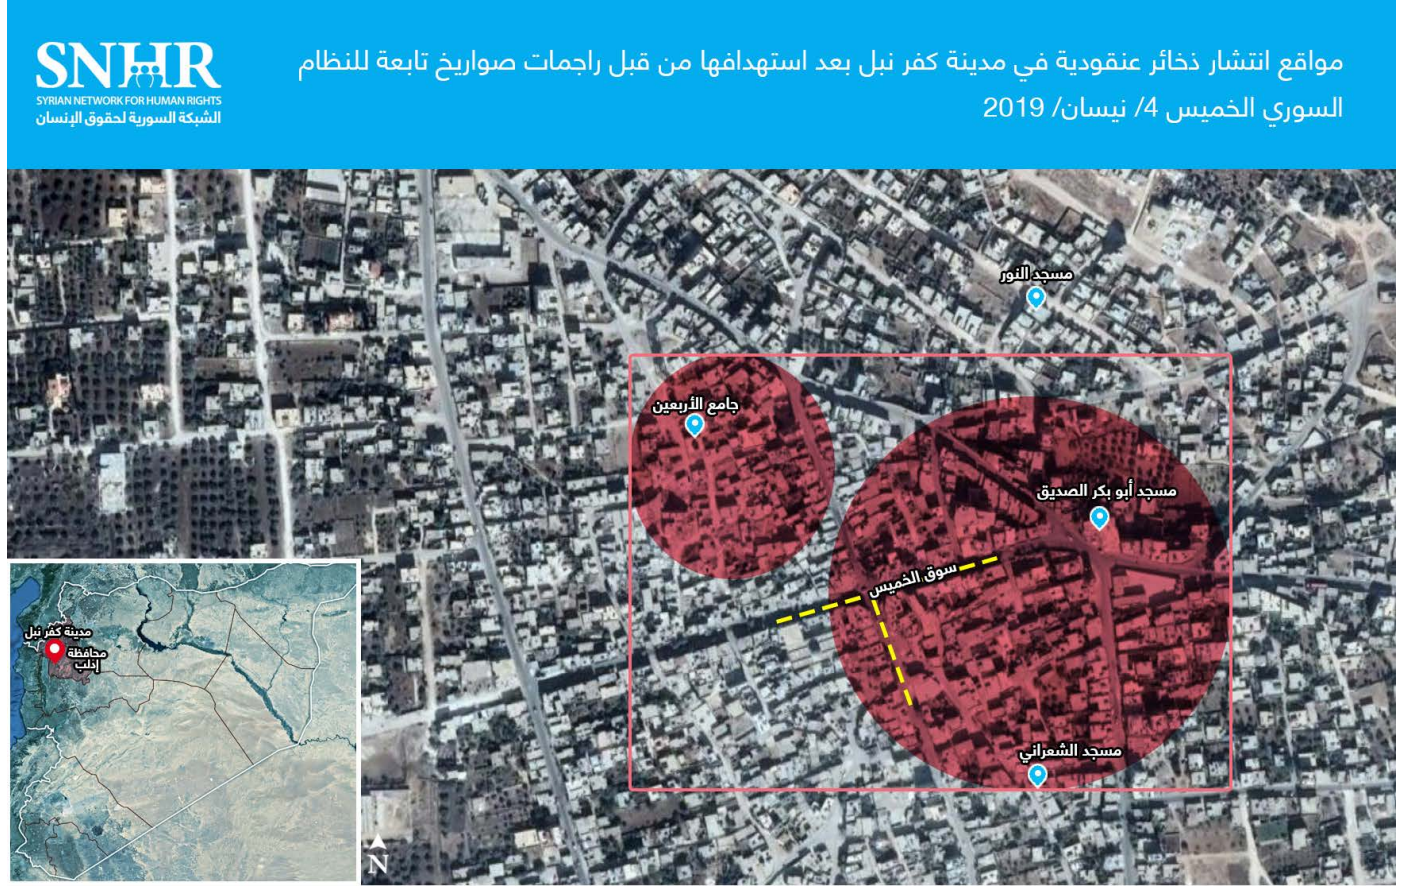 SNHR
SYRIAN NETWORK FOR HUMAN RIGHTS
الشبكة السورية لحقوق الإنسان
مواقع انتشار ذخائر عنقودية في مدينة كفر نبل بعد استهدافها من قبل راجمات صواريخ تابعة للنظام
السوري الخميس 4/ نيسان/ 2019
مسجد النور
جامع الأربعين
مسجد أبو بكر الصديق
سوق الخميس
مسجد الشعراني
مدينة كفر نبل
محافظة
إدلب
N